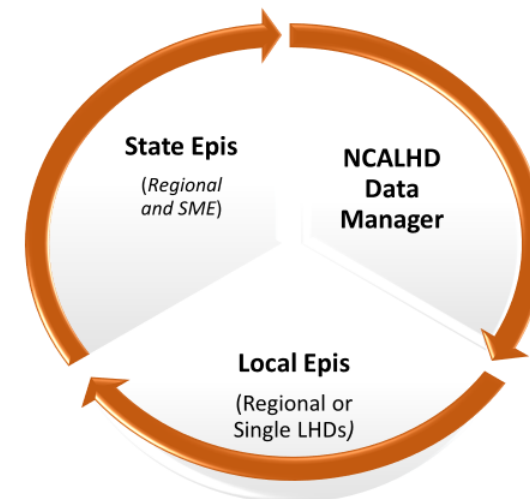 State Epis
(Regional
and SME)
NCALHD
Data
Manager
Local Epis
(Regional or
Single LHDs)